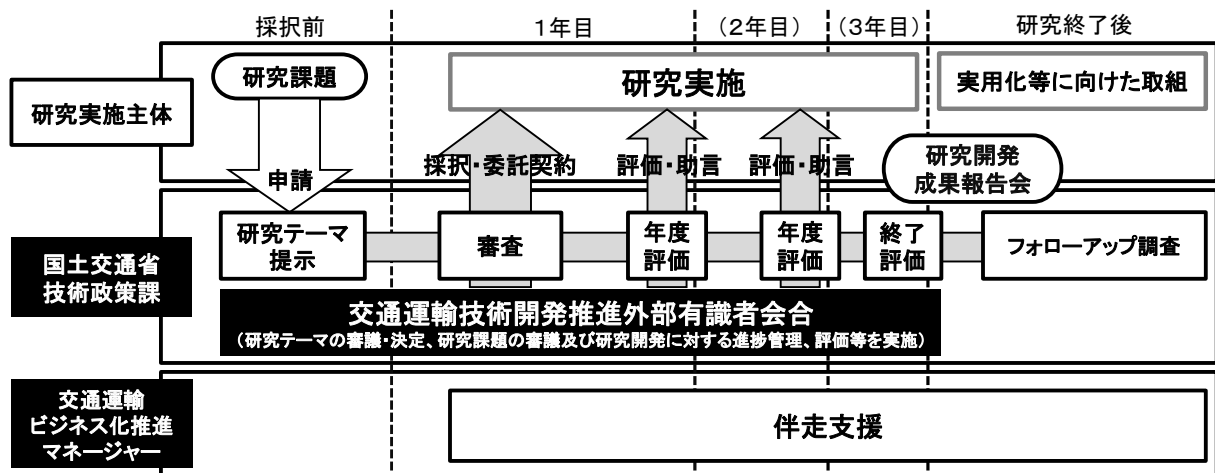 採択前
1年目
(2年目)
(3年目)
研究終了後
研究実施主体
研究課題
研究実施
実用化等に向けた取組
申請
採択・委託契約
評価・助言
評価・助言
研究開発
成果報告会
国土交通省
技術政策課
研究テーマ
提示
審査
年度
評価
年度
評価
終了
評価
フォローアップ調査
交通運輸技術開発推進外部有識者会合
(研究テーマの審議・決定、研究課題の審議及び研究開発に対する進捗管理、評価等を実施)
交通運輸
ビジネス化推進
マネージャー
伴走支援